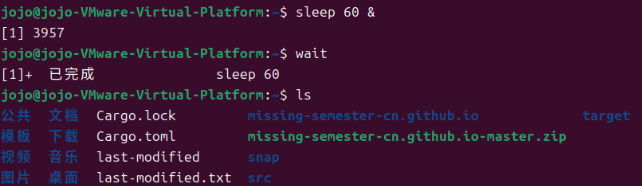 jojo@jojo-VMware-Virtual-Platform:~$ sleep 60 &
[1] 3957
jojo@jojo-VMware-Virtual-Platform:~$ wait
[1]+  已完成               sleep 60
jojo@jojo-VMware-Virtual-Platform:~$ ls
公共  文档  Cargo.lock         missing-semester-cn.github.io             target
模板  下载  Cargo.toml         missing-semester-cn.github.io-master.zip
视频  音乐  last-modified      snap
图片  桌面  last-modified.txt  src